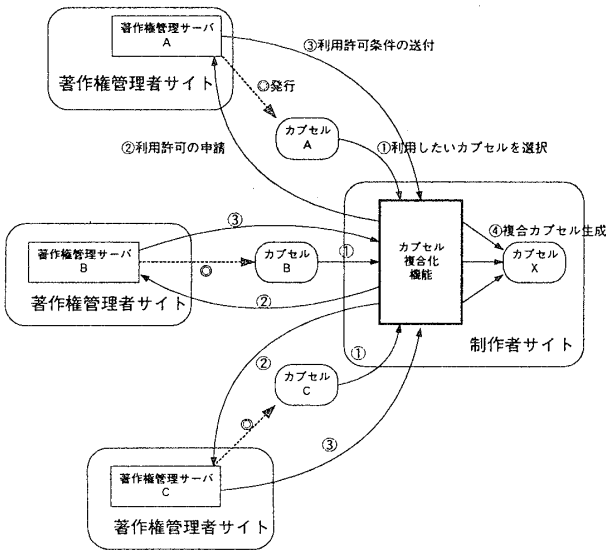 著作権管理サーバ
A
著作権管理者サイト
③利用許可条件の送付
◎発行
カプセル
A
②利用許可の申請
①利用したいカプセルを選択
③
著作権管理サーバ
B
◎
カプセル
B
①
カプセル
複合化
機能
④複合カプセル生成
カプセル
X
著作権管理者サイト
②
制作者サイト
②
カプセル
C
①
◎
③
著作権管理サーバ
C
著作権管理者サイト